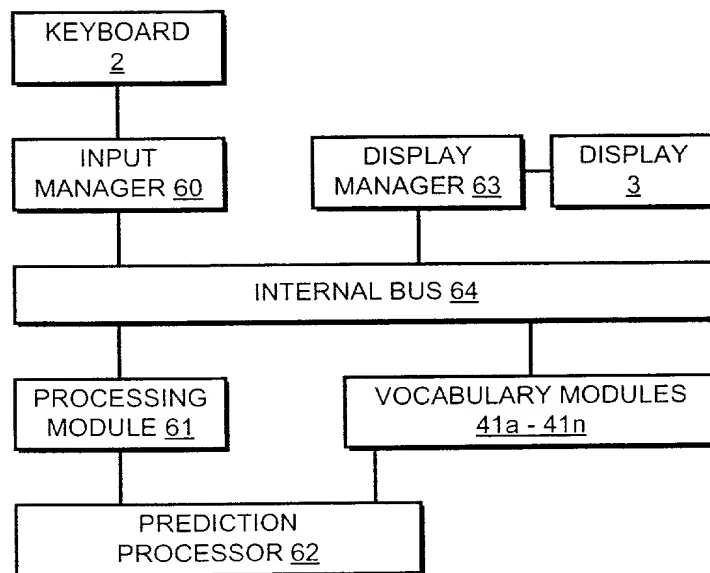 KEYBOARD
2
INPUT
MANAGER 60
DISPLAY
MANAGER 63
DISPLAY
3
INTERNAL BUS 64
PROCESSING
MODULE 61
VOCABULARY MODULES
41a - 41n
PREDICTION
PROCESSOR 62